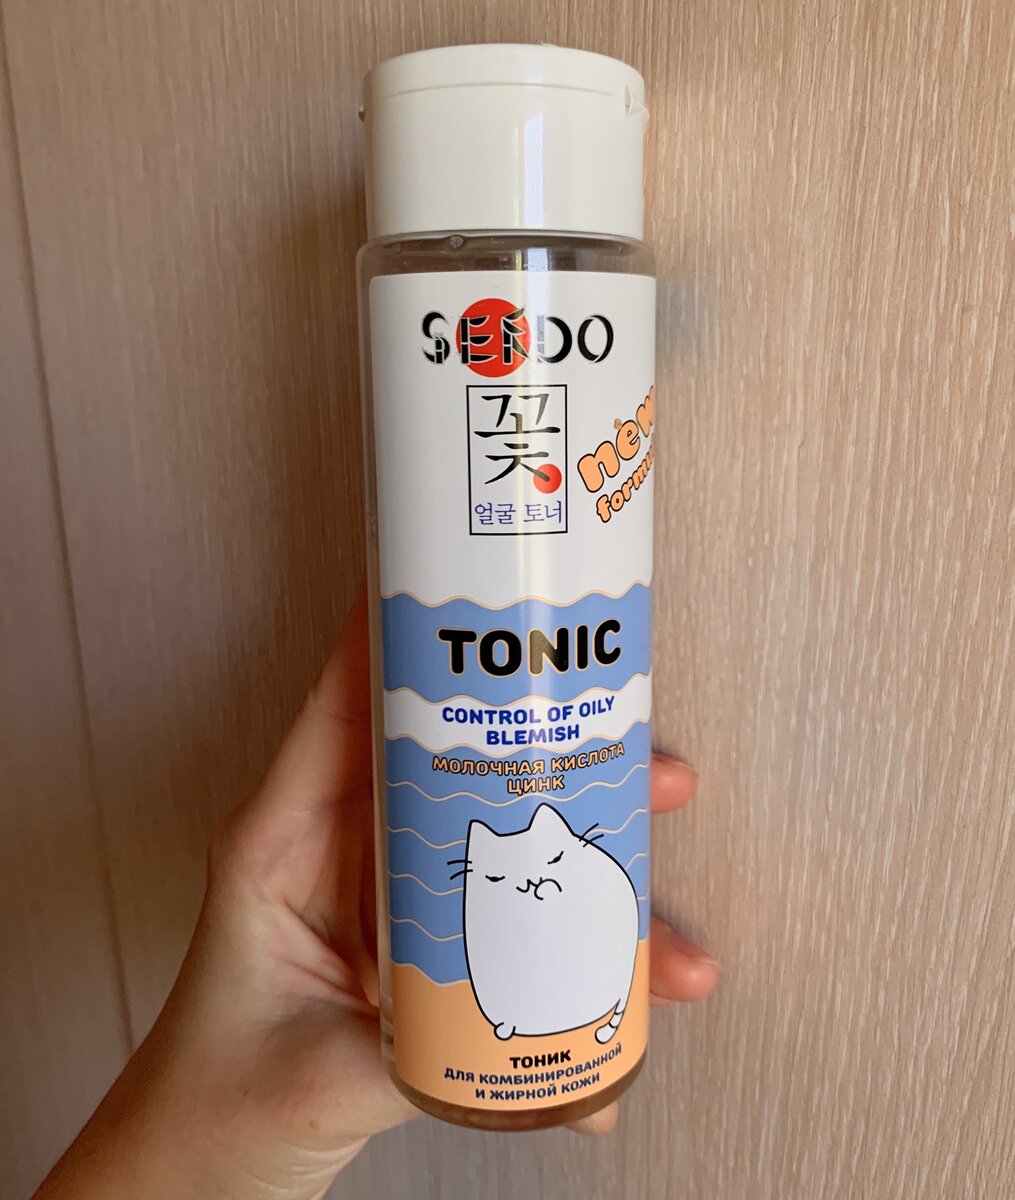 SENDO
꽃
얼굴 토너
new
TONIC
CONTROL OF OILY
BLEMISH
МОЛОЧНАЯ КИСЛОТА
ЦИНК
ТОНИК
ДЛЯ КОМБИНИРОВАННОЙ
И ЖИРНОЙ КОЖИ